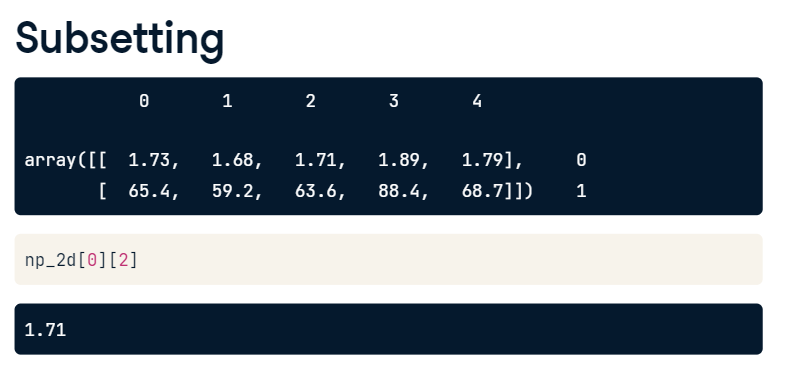 Subsetting
0 1 2 3 4
array([[ 1.73, 1.68, 1.71, 1.89, 1.79], 0
[ 65.4, 59.2, 63.6, 88.4, 68.7]]) 1
np_2d[0][2]
1.71